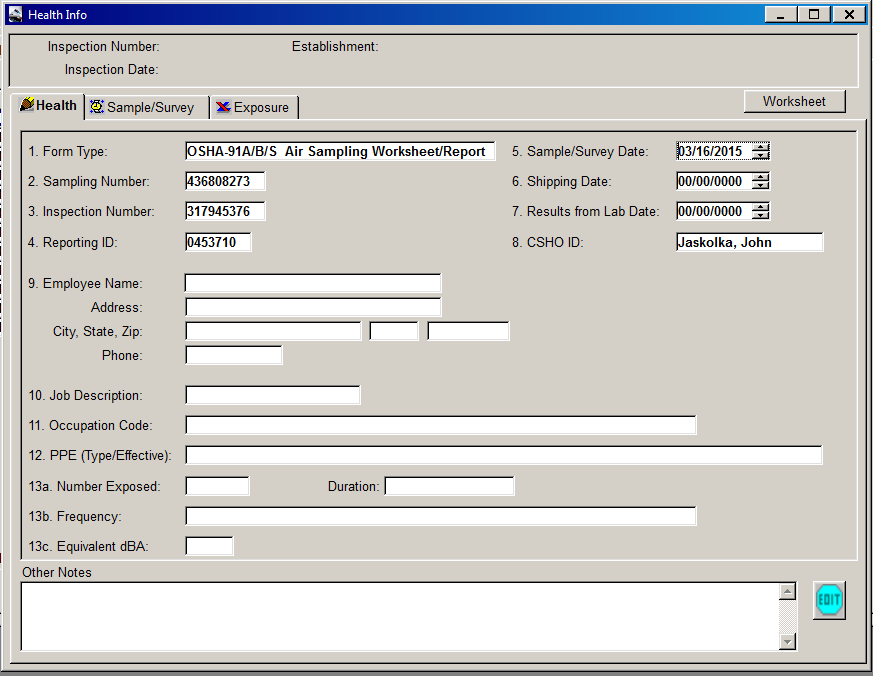 Health Info
Inspection Number: Establishment:
Inspection Date:
Health Sample/Survey Exposure Worksheet
1. Form Type: OSHA-91A/B/S Air Sampling Worksheet/Report 5. Sample/Survey Date: 03/16/2015
2. Sampling Number: 436808273 6. Shipping Date: 00/00/0000
3. Inspection Number: 317945376 7. Results from Lab Date: 00/00/0000
4. Reporting ID: 0453710 8. CSHO ID: Jaskolka, John
9. Employee Name:
Address:
City, State, Zip:
Phone:
10. Job Description:
11. Occupation Code:
12. PPE (Type/Effective):
13a. Number Exposed: Duration:
13b. Frequency:
13c. Equivalent dBA:
Other Notes
EDIT